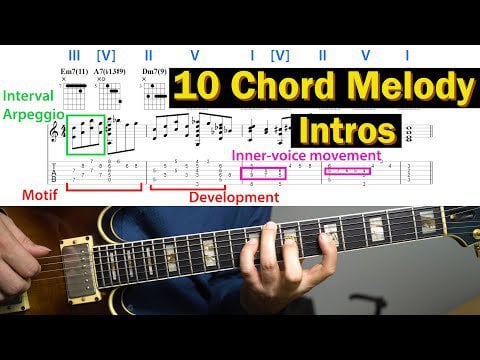 III [V] II V I [V] II V I
Em7(11) A7(♭13#9) Dm7(9)
10 Chord Melody
Intros
Interval
Arpeggio
Inner-voice movement
Motif
Development